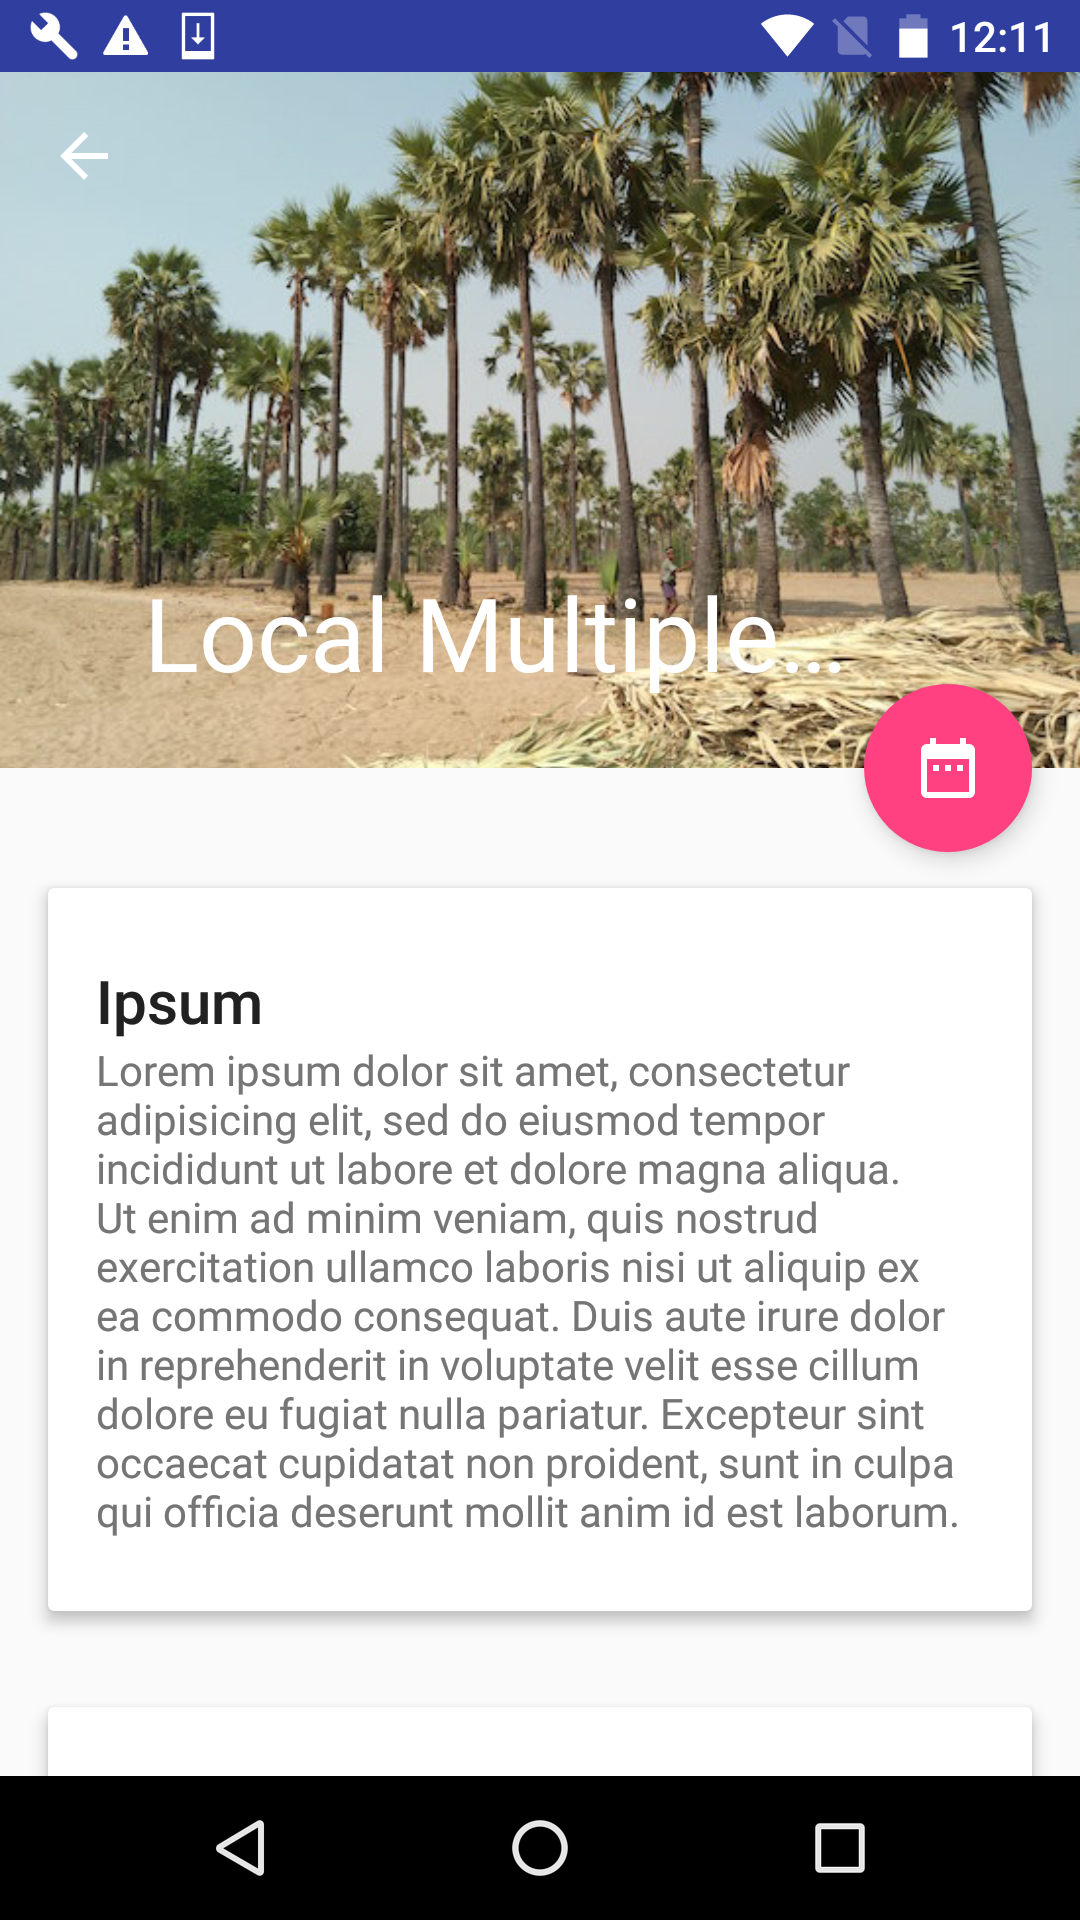 12:11
Local Multiple...
Ipsum
Lorem ipsum dolor sit amet, consectetur
adipisicing elit, sed do eiusmod tempor
incididunt ut labore et dolore magna aliqua.
Ut enim ad minim veniam, quis nostrud
exercitation ullamco laboris nisi ut aliquip ex
ea commodo consequat. Duis aute irure dolor
in reprehenderit in voluptate velit esse cillum
dolore eu fugiat nulla pariatur. Excepteur sint
occaecat cupidatat non proident, sunt in culpa
qui officia deserunt mollit anim id est laborum.